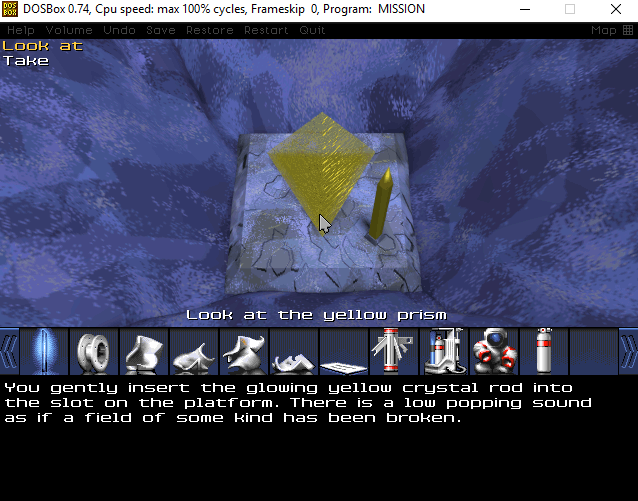 DOSBox 0.74, Cpu speed: max 100% cycles, Frameskip 0, Program: MISSION
Help Volume Undo Save Restore Restart Quit Map
Look at
Take
Look at the yellow prism
You gently insert the glowing yellow crystal rod into
the slot on the platform. There is a low popping sound
as if a field of some kind has been broken.